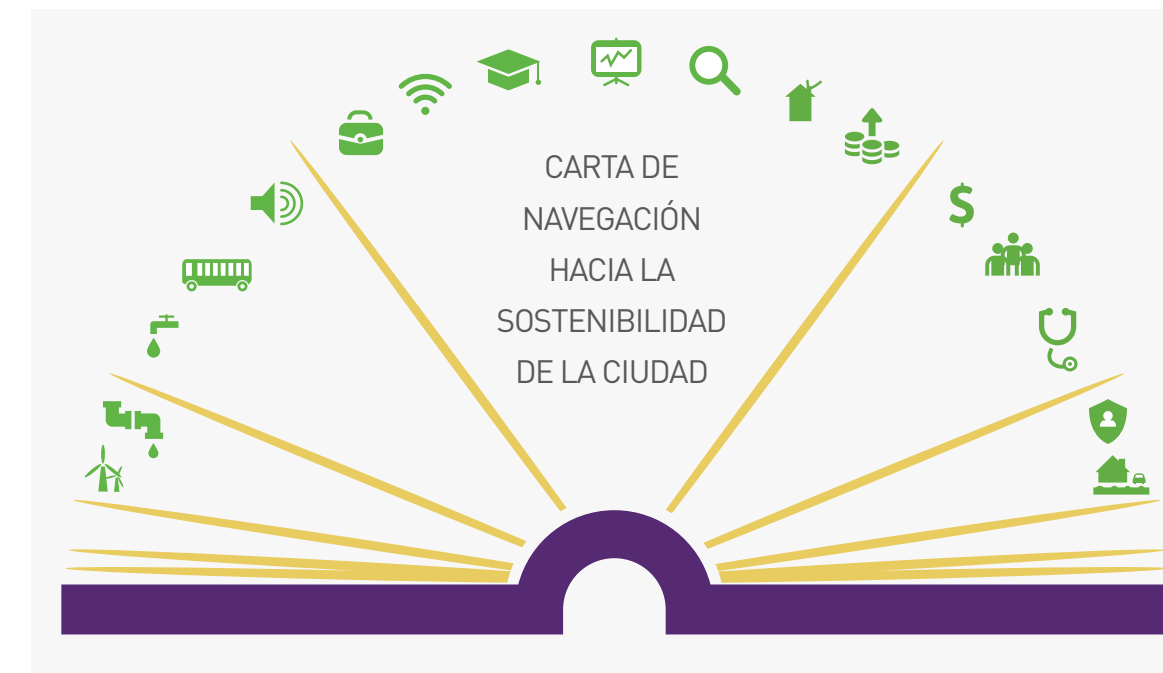 CARTA DE
NAVEGACIÓN
HACIA LA
SOSTENIBILIDAD
DE LA CIUDAD
$